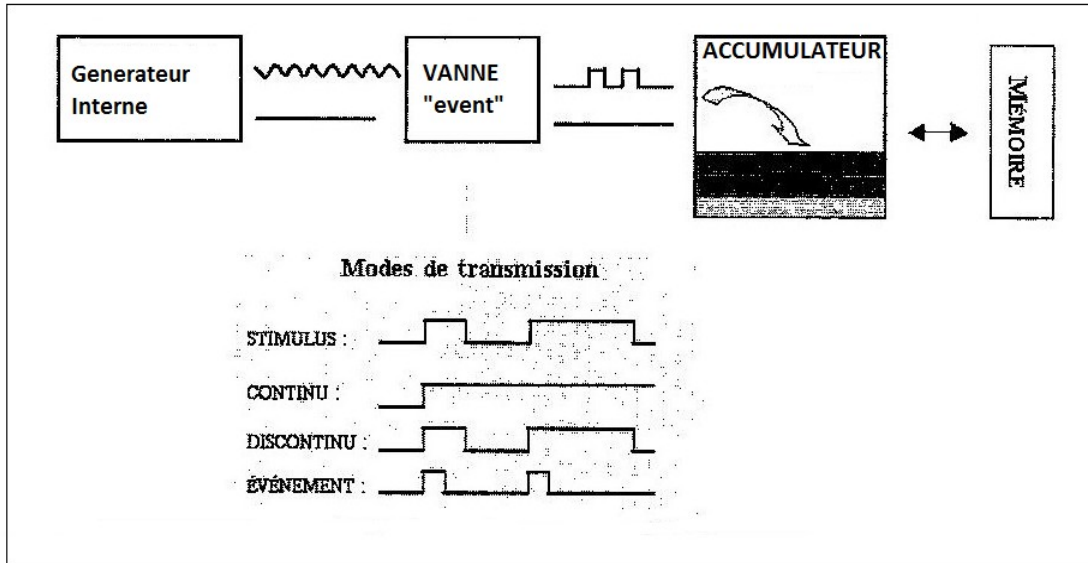 Generateur
Interne
VANNE
"event"
ACCUMULATEUR
MÉMOIRE
Modes de transmission
STIMULUS :
CONTINU :
DISCONTINU :
ÉVÉNEMENT :